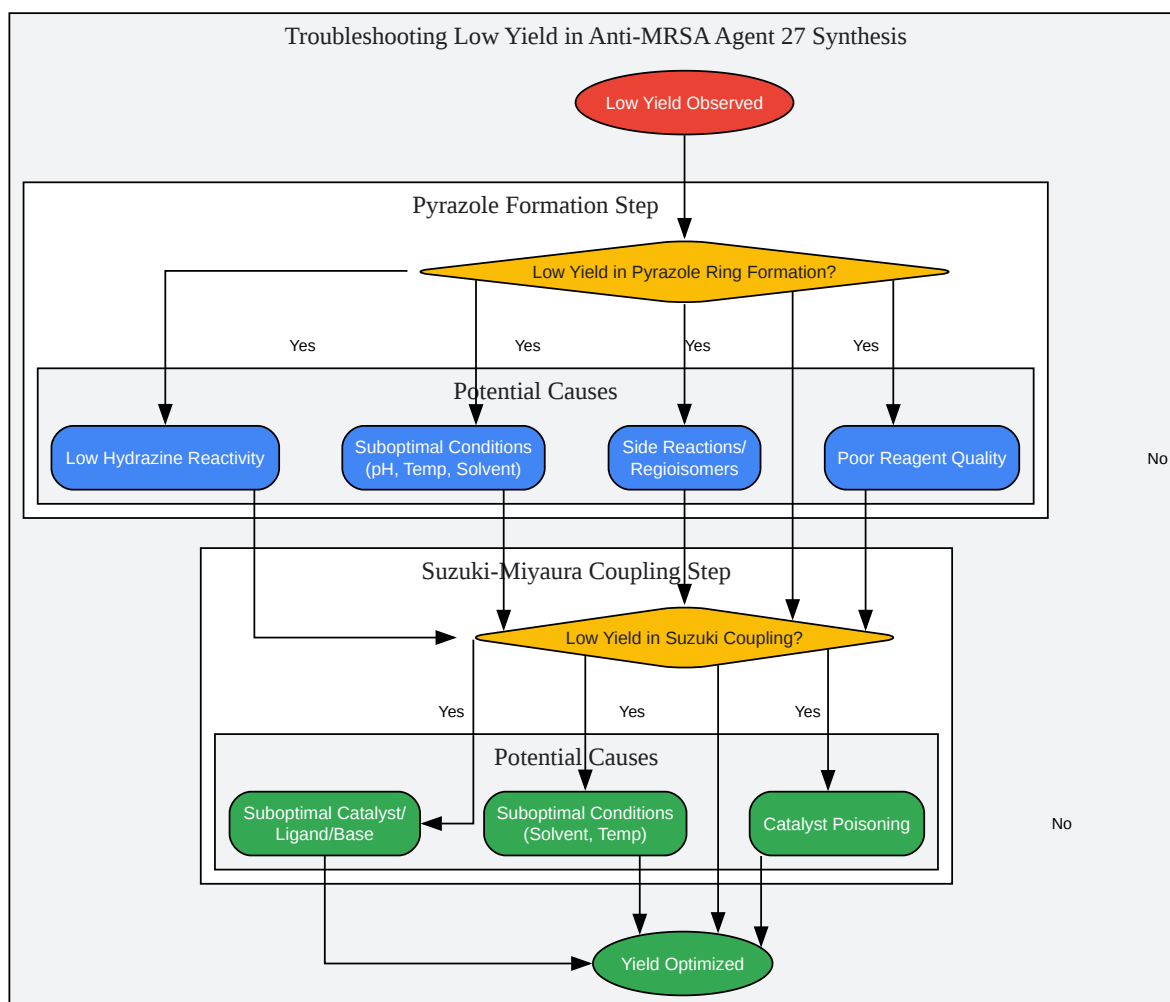 Troubleshooting Low Yield in Anti-MRSA Agent 27 Synthesis
Low Yield Observed
Pyrazole Formation Step
Low Yield in Pyrazole Ring Formation?
Yes
Yes
Yes
Yes
Potential Causes
Low Hydrazine Reactivity
Suboptimal Conditions
(pH, Temp, Solvent)
Side Reactions/
Regioisomers
Poor Reagent Quality
No
Suzuki-Miyaura Coupling Step
Low Yield in Suzuki Coupling?
Yes
Yes
Yes
Potential Causes
Suboptimal Catalyst/
Ligand/Base
Suboptimal Conditions
(Solvent, Temp)
Catalyst Poisoning
No
Yield Optimized